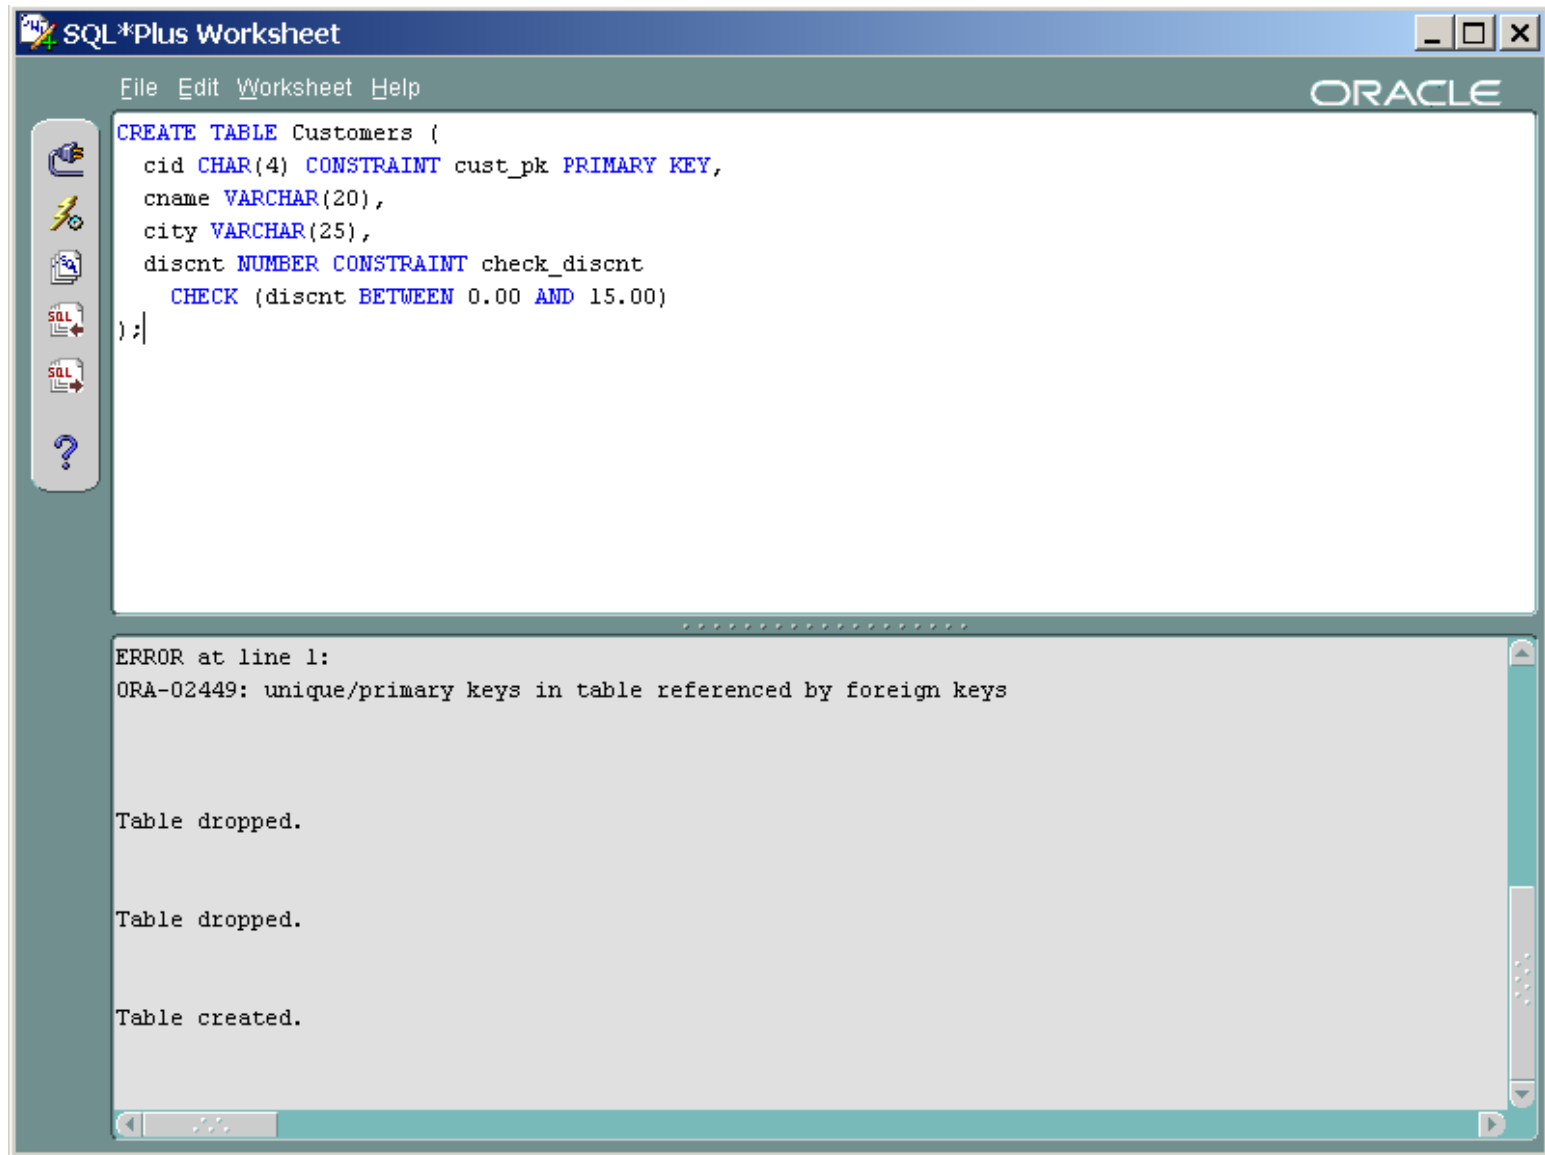 SQL*Plus Worksheet
File Edit Worksheet Help
ORACLE
CREATE TABLE Customers (
cid CHAR(4) CONSTRAINT cust_pk PRIMARY KEY,
cname VARCHAR(20),
city VARCHAR(25),
discnt NUMBER CONSTRAINT check_discnt
CHECK (discnt BETWEEN 0.00 AND 15.00)
);
SQL
SQL
?
ERROR at line 1:
ORA-02449: unique/primary keys in table referenced by foreign keys
Table dropped.
Table dropped.
Table created.